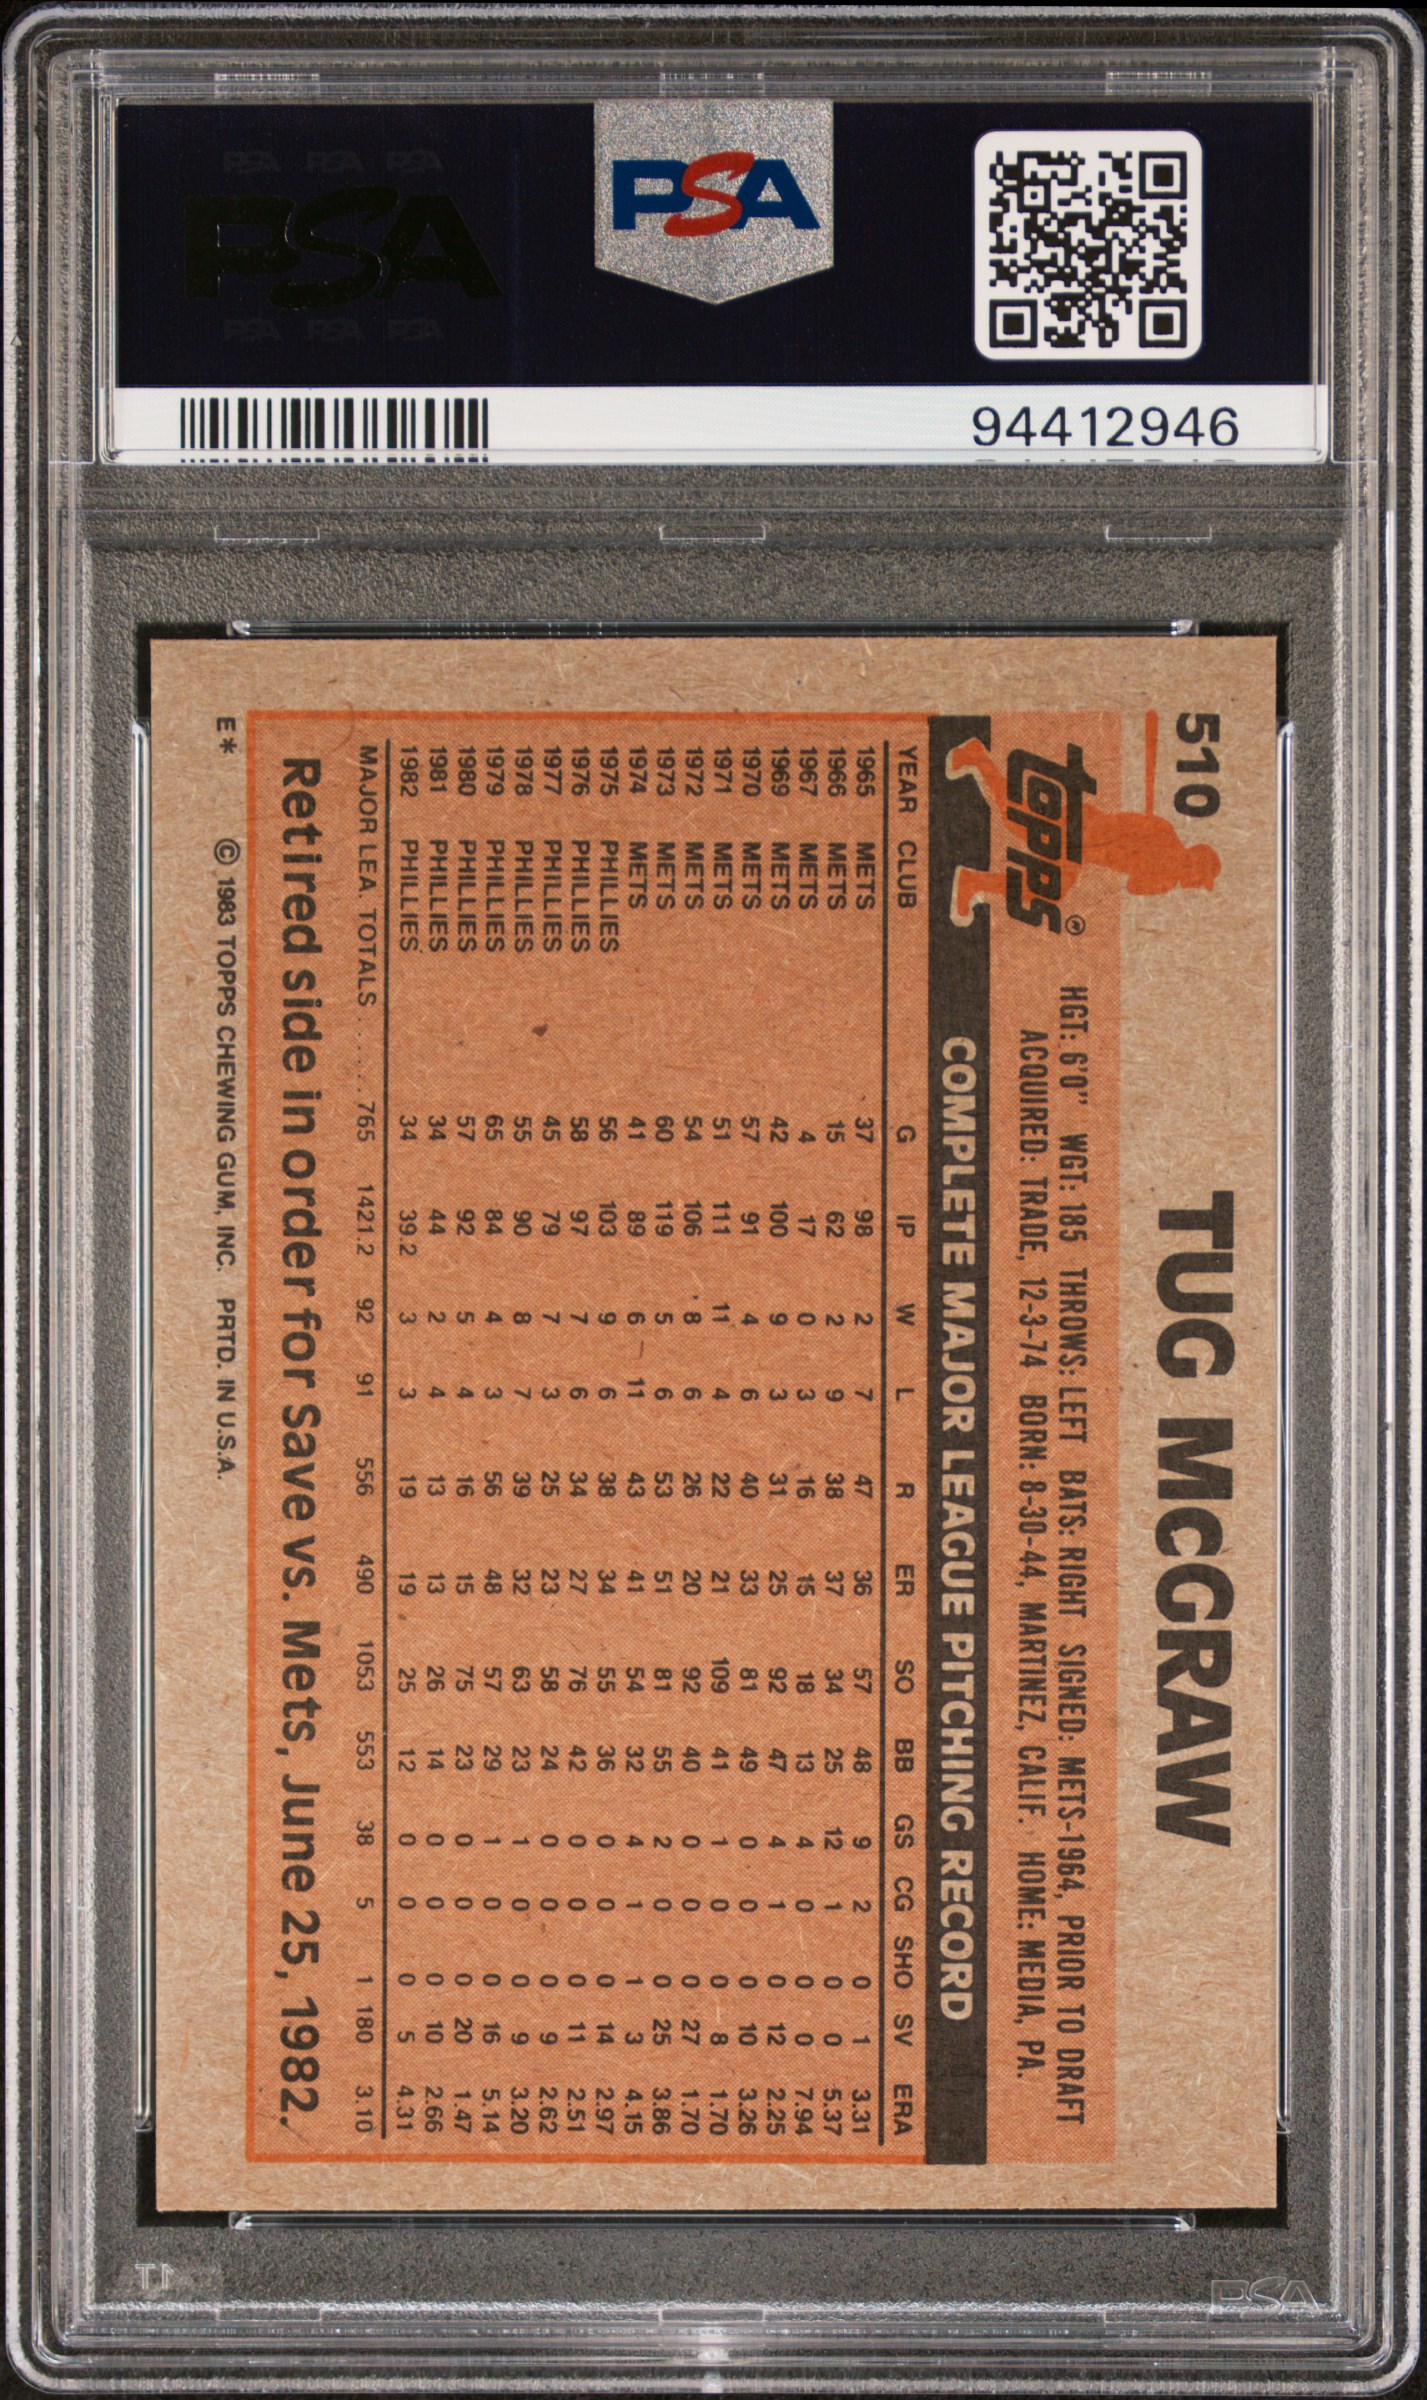 PSA PSA PSA
PSA
PSA PSA PSA
PSA
94412946
510 TUG McGRAW
TOPPS®
HGT: 6'0" WGT: 185 THROWS: LEFT BATS: RIGHT SIGNED: METS-1964, PRIOR TO DRAFT
ACQUIRED: TRADE, 12-3-74 BORN: 8-30-44, MARTINEZ, CALIF. HOME: MEDIA, PA.
COMPLETE MAJOR LEAGUE PITCHING RECORD
YEAR CLUB G IP W L R ER SO BB GS CG SHO SV ERA
1965 METS 37 98 2 7 47 36 57 48 9 2 0 1 3.31
1966 METS 15 62 2 9 38 37 34 25 12 1 0 0 5.37
1967 METS 4 17 0 3 16 15 18 13 4 0 0 0 7.94
1969 METS 42 100 9 3 31 25 92 47 4 1 0 12 2.25
1970 METS 57 91 4 6 40 33 81 49 0 0 0 10 3.26
1971 METS 51 111 11 4 22 21 109 41 1 0 0 8 1.70
1972 METS 54 106 8 6 26 20 92 40 0 0 0 27 1.70
1973 METS 60 119 5 6 53 51 81 55 2 0 0 25 3.86
1974 METS 41 89 6 11 43 41 54 32 4 1 1 3 4.15
1975 PHILLIES 56 103 9 6 38 34 55 36 0 0 0 14 2.97
1976 PHILLIES 58 97 7 6 34 27 76 42 0 0 0 11 2.51
1977 PHILLIES 45 79 7 3 25 23 58 24 0 0 0 9 2.62
1978 PHILLIES 55 90 8 7 39 32 63 23 1 0 0 9 3.20
1979 PHILLIES 65 84 4 3 56 48 57 29 1 0 0 16 5.14
1980 PHILLIES 57 92 5 4 16 15 75 23 0 0 0 20 1.47
1981 PHILLIES 34 44 2 4 13 13 26 14 0 0 0 10 2.66
1982 PHILLIES 34 39.2 3 3 19 19 25 12 0 0 0 5 4.31
MAJOR LEA. TOTALS ...... 765 1421.2 92 91 556 490 1053 553 38 5 1 180 3.10
Retired side in order for Save vs. Mets, June 25, 1982.
E* © 1983 TOPPS CHEWING GUM, INC. PRTD. IN U.S.A.
T1
PSA